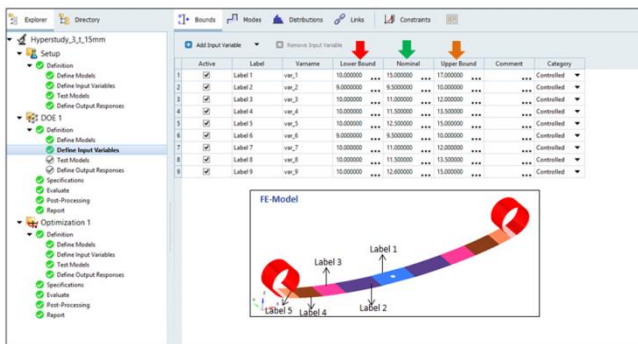 Explorer Directory
Bounds Modes Distributions Links Constraints
Hyperstudy_3_t_15mm
Setup
Definition
Define Models
Define Input Variables
Test Models
Define Output Responses
DOE 1
Definition
Define Models
Define Input Variables
Test Models
Define Output Responses
Specifications
Evaluate
Post-Processing
Report
Optimization 1
Definition
Define Models
Define Input Variables
Test Models
Define Output Responses
Specifications
Evaluate
Post-Processing
Report
Add Input Variable Remove Input Variable
Active Label Varname Lower Bound Nominal Upper Bound Comment Category
1 Label 1 var_1 10.000000 ... 15.000000 ... 17.000000 ... ... Controlled
2 Label 2 var_2 9.0000000 ... 9.5000000 ... 10.000000 ... ... Controlled
3 Label 3 var_3 10.000000 ... 11.000000 ... 12.000000 ... ... Controlled
4 Label 4 var_4 10.000000 ... 11.500000 ... 13.500000 ... ... Controlled
5 Label 5 var_5 10.000000 ... 12.500000 ... 15.000000 ... ... Controlled
6 Label 6 var_6 9.0000000 ... 9.5000000 ... 10.000000 ... ... Controlled
7 Label 7 var_7 10.000000 ... 11.000000 ... 12.000000 ... ... Controlled
8 Label 8 var_8 10.000000 ... 11.500000 ... 13.500000 ... ... Controlled
9 Label 9 var_9 10.000000 ... 12.600000 ... 15.000000 ... ... Controlled
FE-Model
Label 1
Label 3
Label 5 Label 4 Label 2